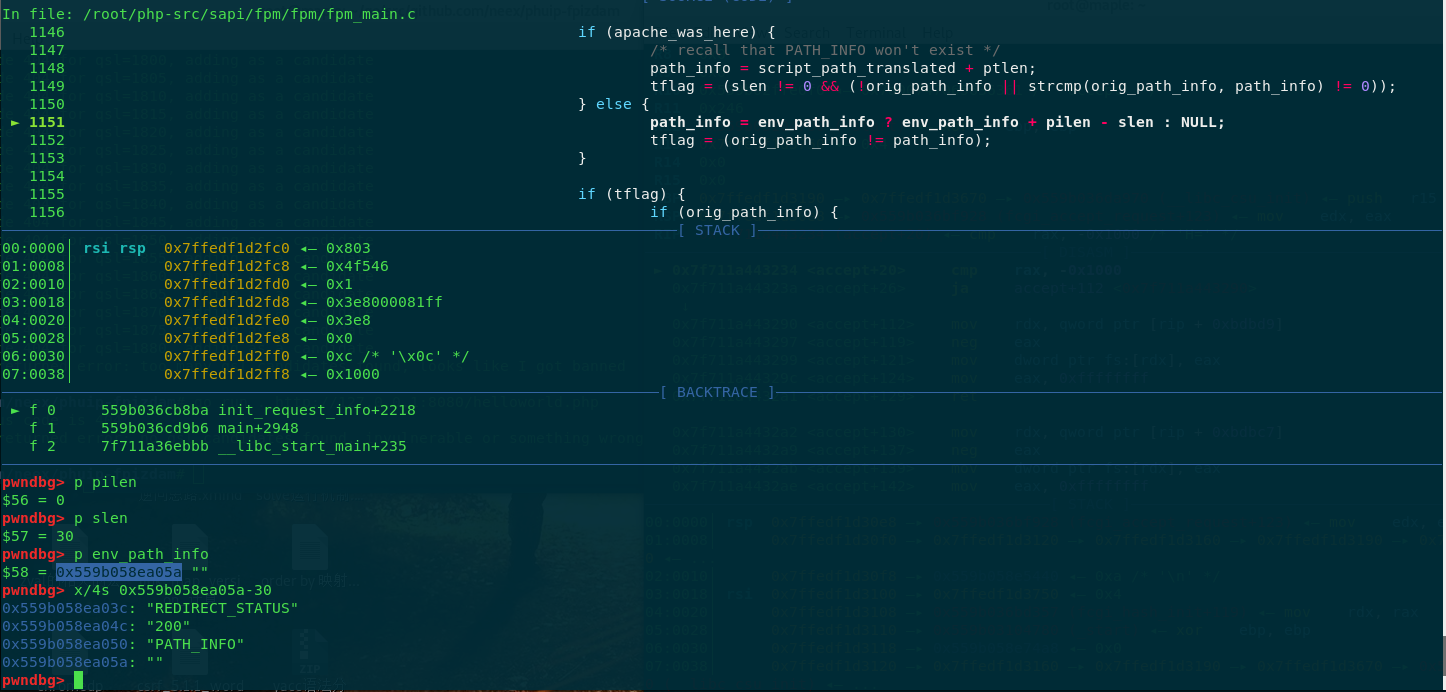 In file: /root/php-src/sapi/fpm/fpm/fpm_main.c
1146 if (apache_was_here) {
1147 /* recall that PATH_INFO won't exist */
1148 path_info = script_path_translated + ptlen;
1149 tflag = (slen != 0 && (!orig_path_info || strcmp(orig_path_info, path_info) != 0));
1150 } else {
► 1151 path_info = env_path_info ? env_path_info + pilen - slen : NULL;
1152 tflag = (orig_path_info != path_info);
1153 }
1154
1155 if (tflag) {
1156 if (orig_path_info) {
[ STACK ]
00:0000│ rsi rsp 0x7ffedf1d2fc0 ◂— 0x803
01:0008│ 0x7ffedf1d2fc8 ◂— 0x4f546
02:0010│ 0x7ffedf1d2fd0 ◂— 0x1
03:0018│ 0x7ffedf1d2fd8 ◂— 0x3e8000081ff
04:0020│ 0x7ffedf1d2fe0 ◂— 0x3e8
05:0028│ 0x7ffedf1d2fe8 ◂— 0x0
06:0030│ 0x7ffedf1d2ff0 ◂— 0xc /* '\x0c' */
07:0038│ 0x7ffedf1d2ff8 ◂— 0x1000
[ BACKTRACE ]
► f 0 559b036cb8ba init_request_info+2218
f 1 559b036cd9b6 main+2948
f 2 7f711a36ebbb __libc_start_main+235
pwndbg> p pilen
$56 = 0
pwndbg> p slen
$57 = 30
pwndbg> p env_path_info
$58 = 0x559b058ea05a ""
pwndbg> x/4s 0x559b058ea05a-30
0x559b058ea03c: "REDIRECT_STATUS"
0x559b058ea04c: "200"
0x559b058ea050: "PATH_INFO"
0x559b058ea05a: ""
pwndbg>